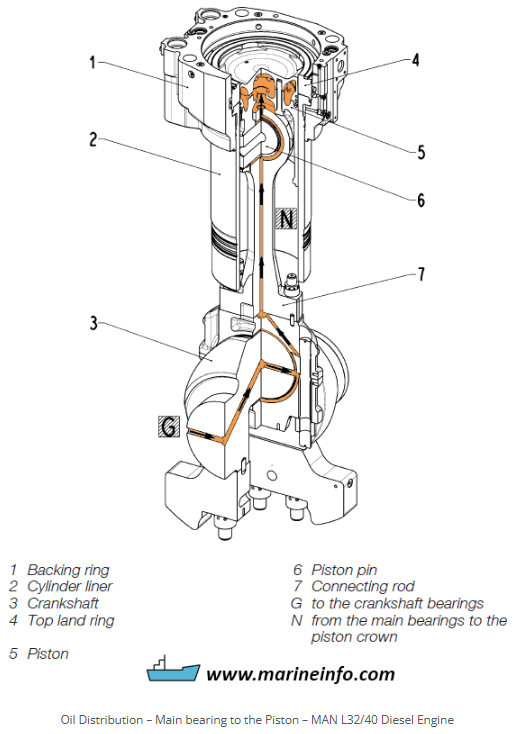 1
4
2
5
6
N
7
3
G
1 Backing ring
2 Cylinder liner
3 Crankshaft
4 Top land ring
5 Piston
6 Piston pin
7 Connecting rod
G to the crankshaft bearings
N from the main bearings to the
piston crown
www.marineinfo.com
Oil Distribution – Main bearing to the Piston – MAN L32/40 Diesel Engine